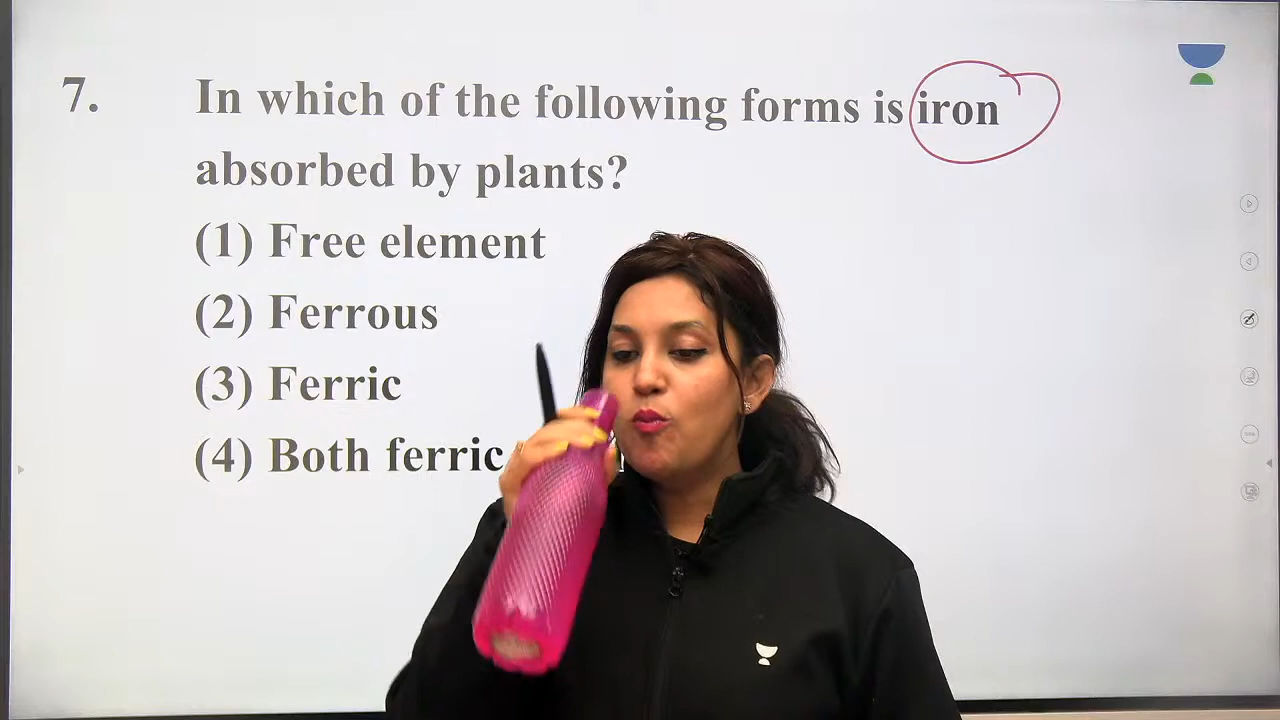 7. In which of the following forms is iron
absorbed by plants?
(1) Free element
(2) Ferrous
(3) Ferric
(4) Both ferric